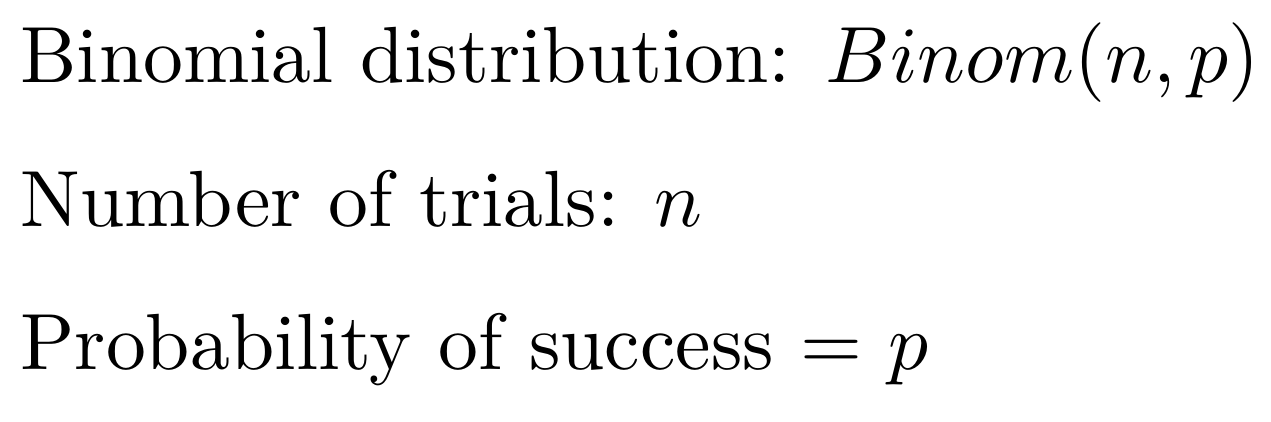 Binomial distribution: Binom(n, p)
Number of trials: n
Probability of success = p